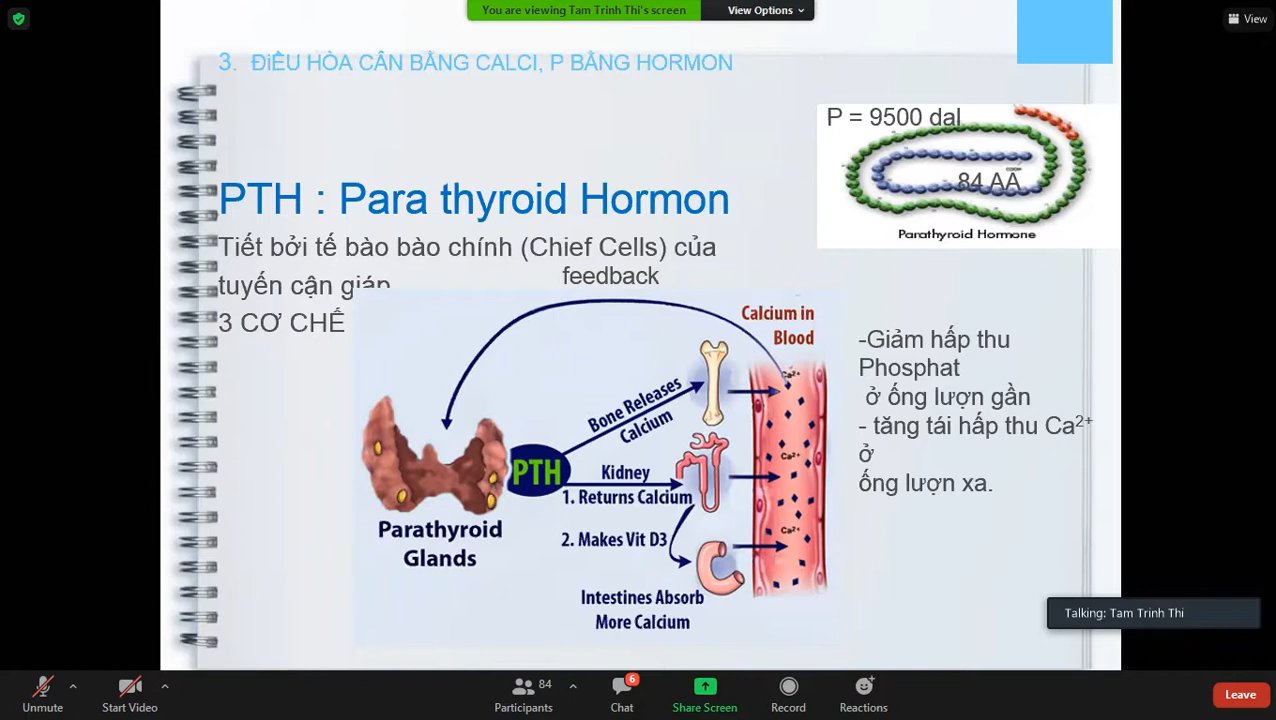 You are viewing Tam Trinh Thi's screen
View Options
View
3. ĐiỀU HÒA CÂN BẰNG CALCI, P BẰNG HORMON
P = 9500 dal
84 AA
COOH
Parathyroid Hormone
PTH : Para thyroid Hormon
Tiết bởi tế bào bào chính (Chief Cells) của
tuyến cận giáp
3 CƠ CHẾ
feedback
Calcium in
Blood
Ca²⁺
Bone Releases
Calcium
PTH
Kidney
1. Returns Calcium
Ca²⁺
2. Makes Vit D3
Ca²⁺
Parathyroid
Glands
Intestines Absorb
More Calcium
-Giảm hấp thu
Phosphat
ở ống lượn gần
- tăng tái hấp thu Ca²⁺
ở
ống lượn xa.
Talking: Tam Trinh Thi
Unmute
Start Video
84
Participants
6
Chat
Share Screen
Record
Reactions
Leave